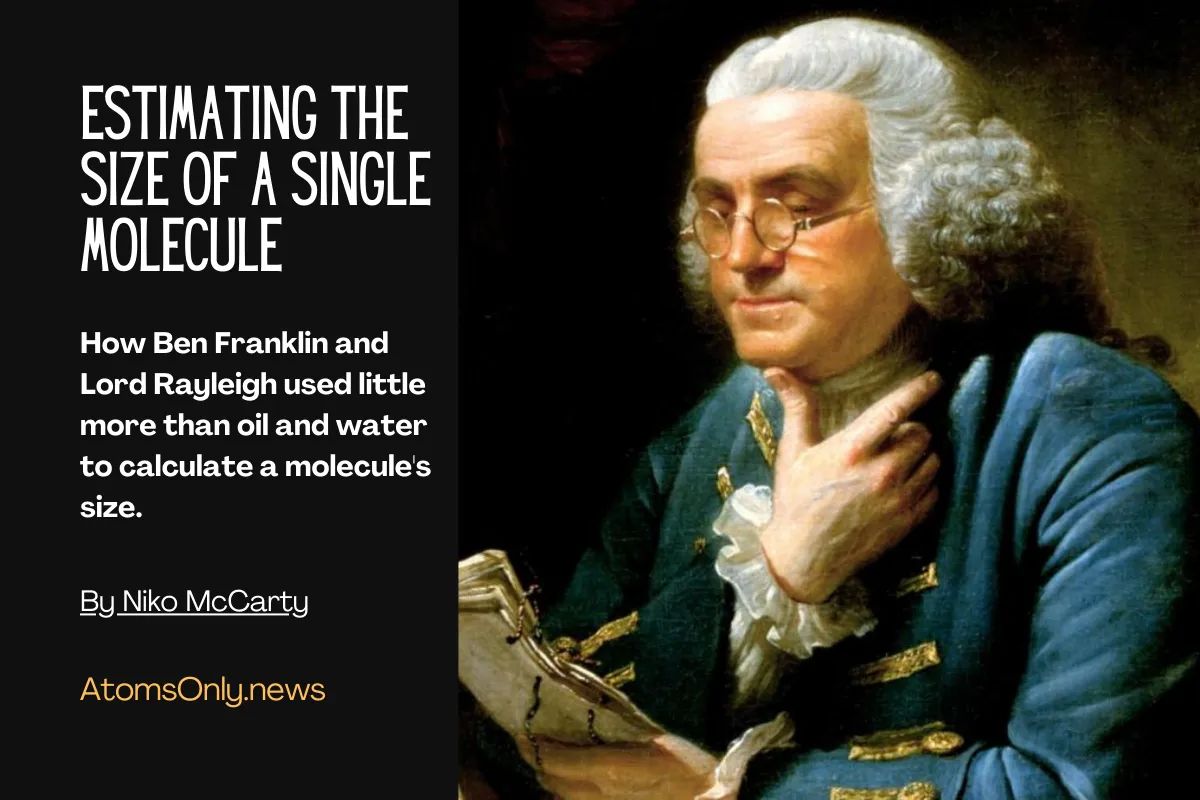 ESTIMATING THE
SIZE OF A SINGLE
MOLECULE
How Ben Franklin and
Lord Rayleigh used little
more than oil and water
to calculate a molecule's
size.
By Niko McCarty
AtomsOnly.news